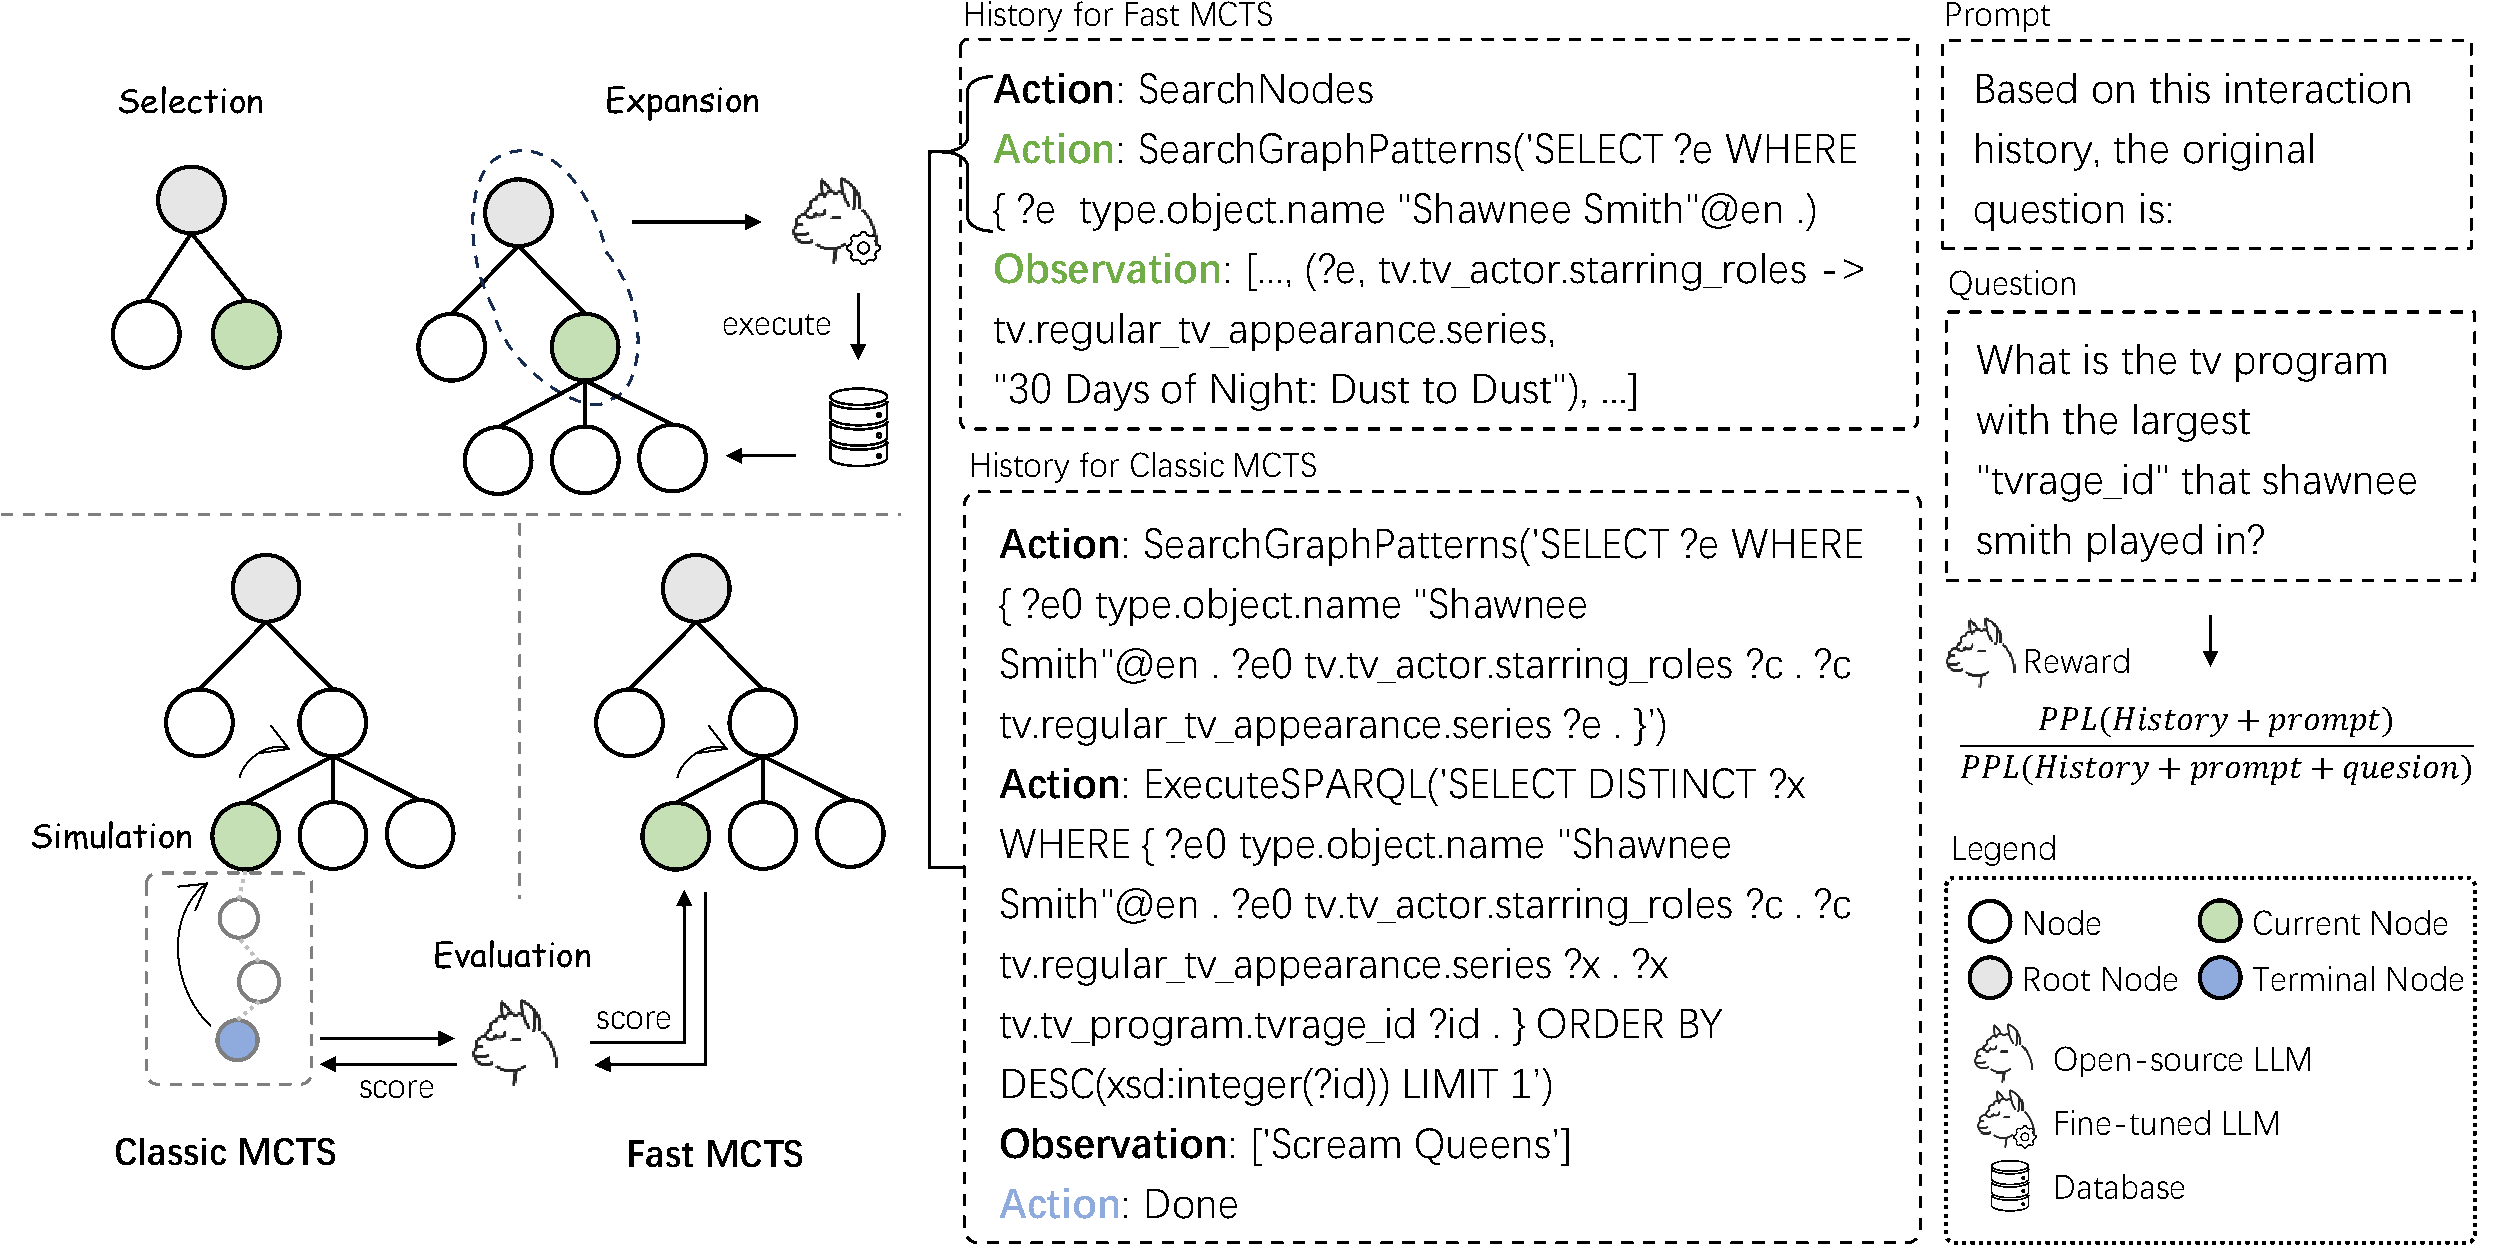 Selection
Expansion
execute
Simulation
Evaluation
score
score
Classic MCTS
Fast MCTS
History for Fast MCTS
Action: SearchNodes
Action: SearchGraphPatterns('SELECT ?e WHERE
{ ?e type.object.name "Shawnee Smith"@en .)
Observation: [..., (?e, tv.tv_actor.starring_roles ->
tv.regular_tv_appearance.series,
"30 Days of Night: Dust to Dust"), ...]
History for Classic MCTS
Action: SearchGraphPatterns('SELECT ?e WHERE
{ ?e0 type.object.name "Shawnee
Smith"@en . ?e0 tv.tv_actor.starring_roles ?c . ?c
tv.regular_tv_appearance.series ?e . }')
Action: ExecuteSPARQL('SELECT DISTINCT ?x
WHERE { ?e0 type.object.name "Shawnee
Smith"@en . ?e0 tv.tv_actor.starring_roles ?c . ?c
tv.regular_tv_appearance.series ?x . ?x
tv.tv_program.tvrage_id ?id . } ORDER BY
DESC(xsd:integer(?id)) LIMIT 1')
Observation: ['Scream Queens']
Action: Done
Prompt
Based on this interaction
history, the original
question is:
Question
What is the tv program
with the largest
"tvrage_id" that shawnee
smith played in?
Reward
PPL(History + prompt)
PPL(History + prompt + quesion)
Legend
Node
Current Node
Root Node
Terminal Node
Open-source LLM
Fine-tuned LLM
Database